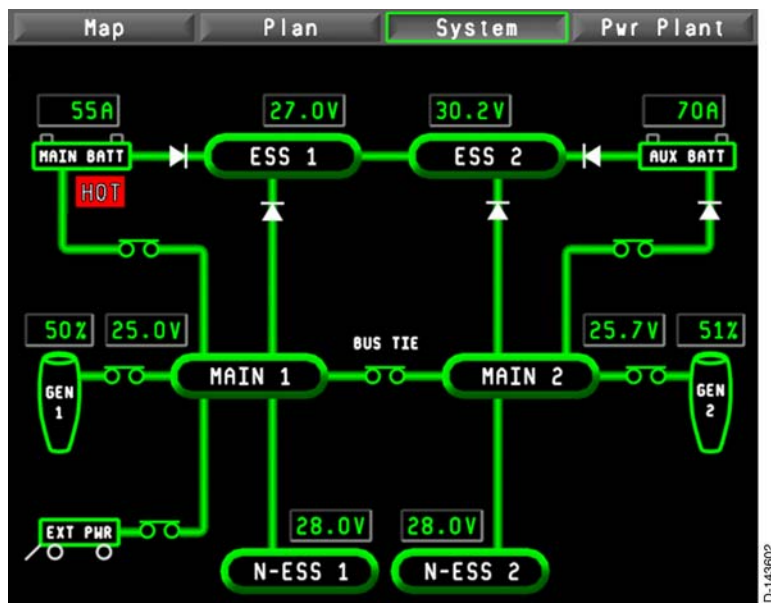 Map Plan System Pwr Plant
55A 27.0V 30.2V 70A
MAIN BATT ESS 1 ESS 2 AUX BATT
HOT
50% 25.0V BUS TIE 25.7V 51%
GEN 1 MAIN 1 MAIN 2 GEN 2
EXT PWR 28.0V 28.0V
N-ESS 1 N-ESS 2
D-143602